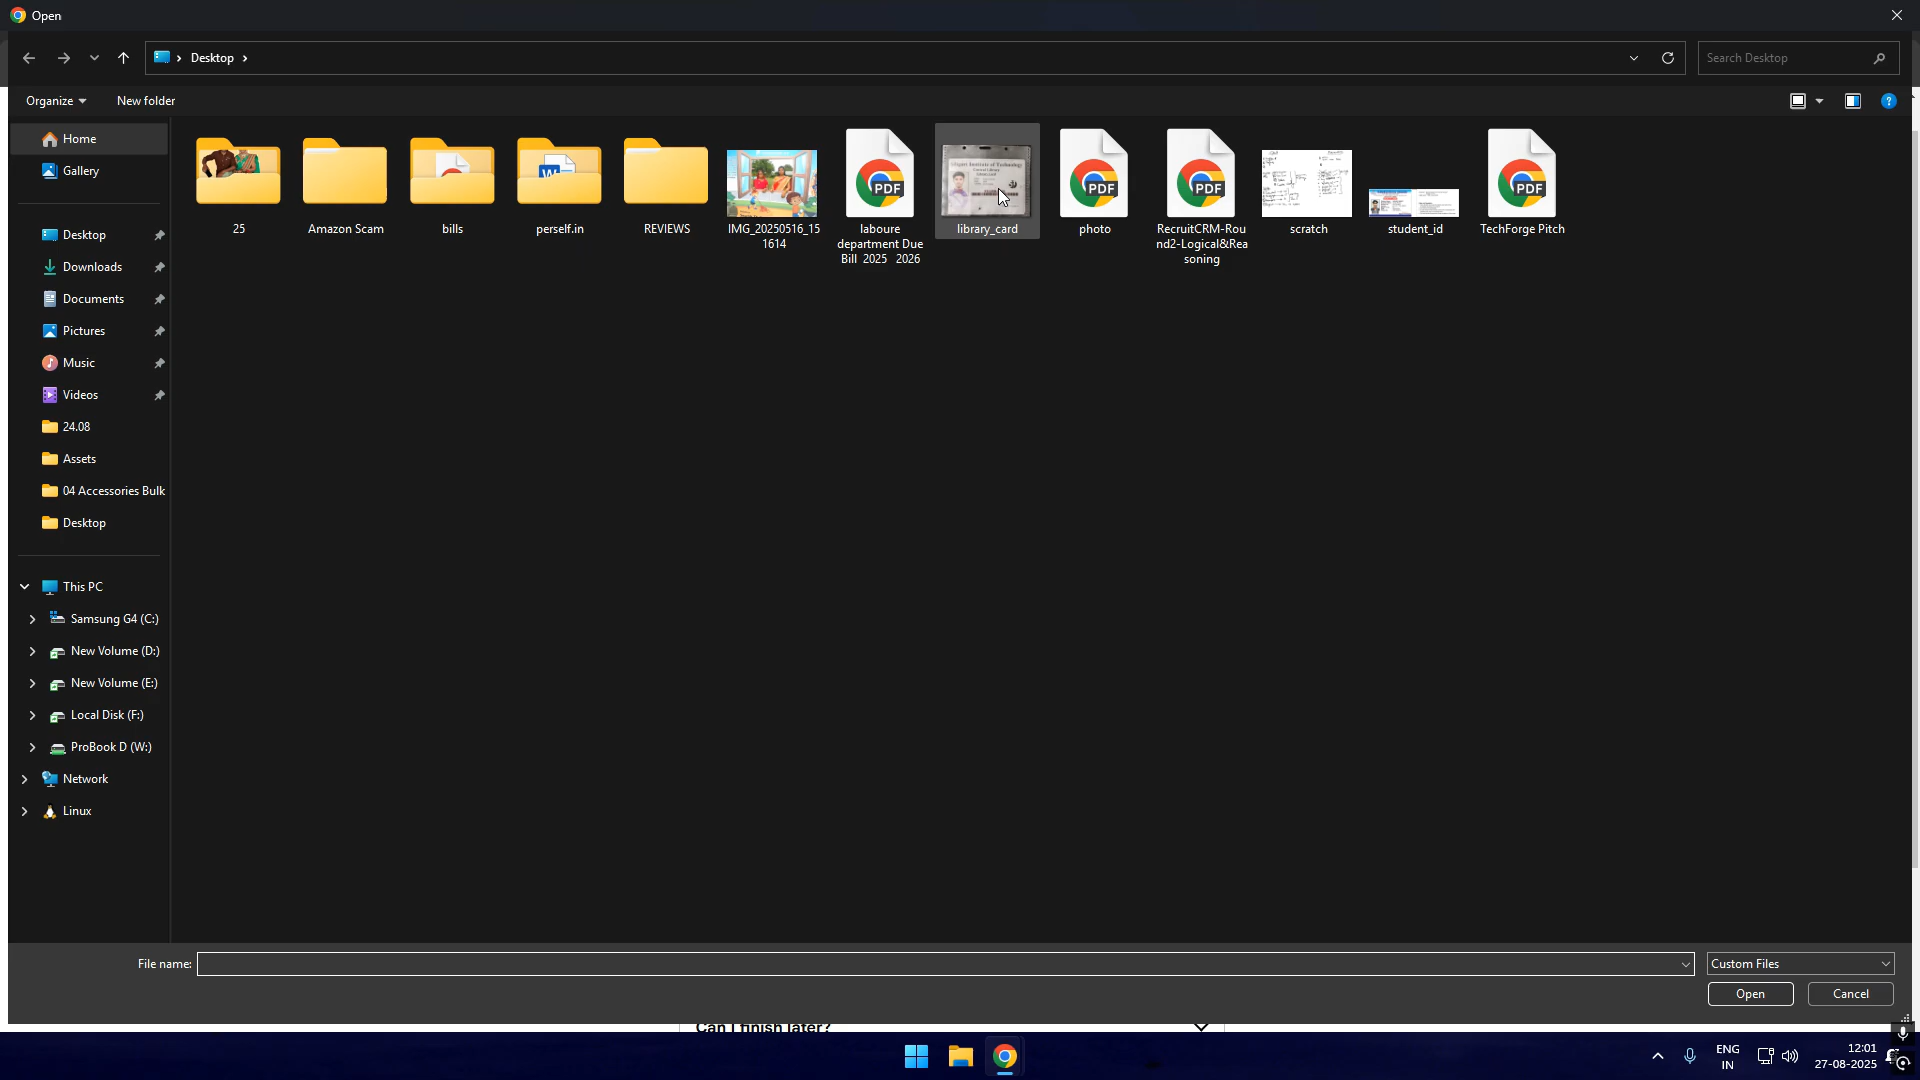 Open
Desktop
Search Desktop
Organize
New folder
Home
Gallery
Desktop
Downloads
Documents
Pictures
Music
Videos
24.08
Assets
04 Accessories Bulk
Desktop
This PC
Samsung G4 (C:)
New Volume (D:)
New Volume (E:)
Local Disk (F:)
ProBook D (W:)
Network
Linux
25
Amazon Scam
bills
perself.in
REVIEWS
IMG_20250516_15
1614
PDF
laboure
department Due
Bill 2025 2026
library_card
PDF
photo
PDF
RecruitCRM-Rou
nd2-Logical&Rea
soning
scratch
student_id
PDF
TechForge Pitch
File name:
Custom Files
Open
Cancel
Can I finish later?
ENG
IN
12:01
27-08-2025